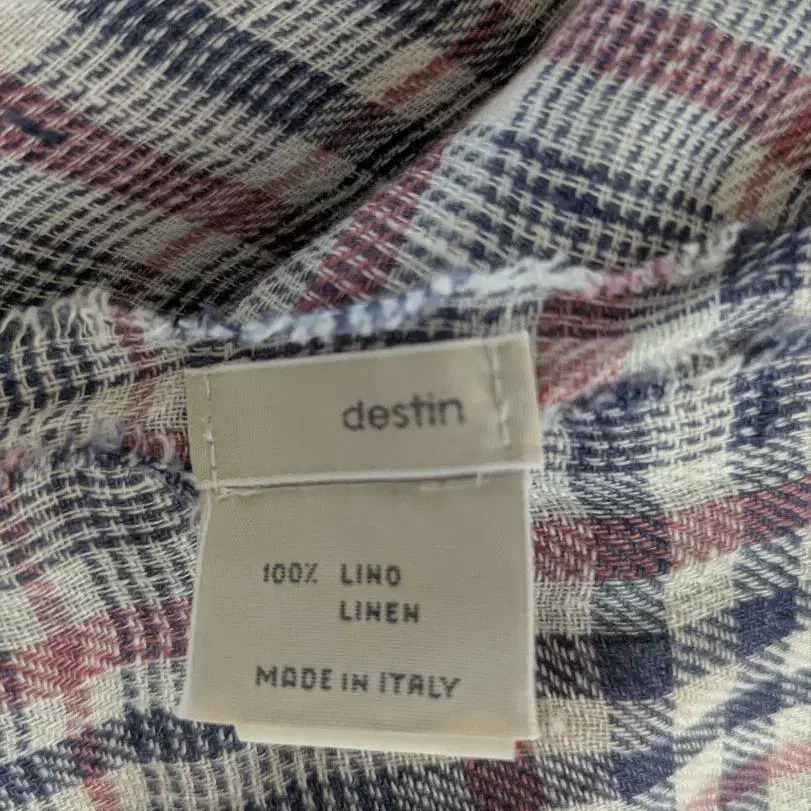 destin
100% LINO
LINEN
MADE IN ITALY